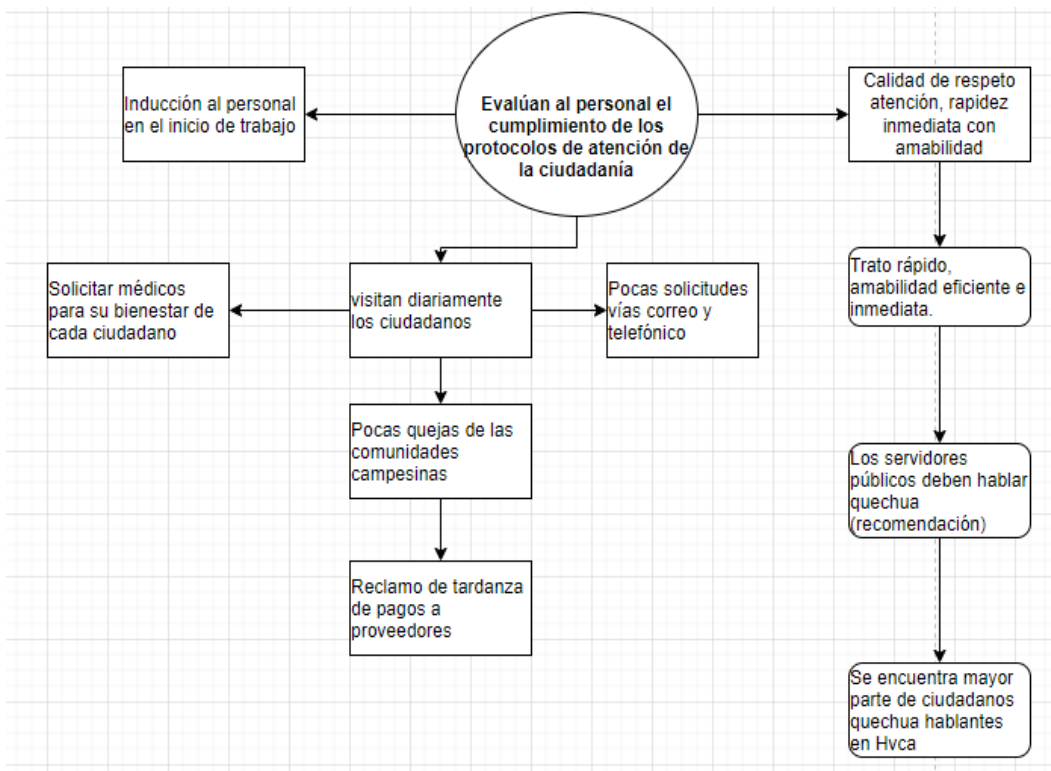 Evalúan al personal el
cumplimiento de los
protocolos de atención de
la ciudadanía
Inducción al personal
en el inicio de trabajo
Calidad de respeto
atención, rapidez
inmediata con
amabilidad
Solicitar médicos
para su bienestar de
cada ciudadano
visitan diariamente
los ciudadanos
Pocas solicitudes
vías correo y
telefónico
Trato rápido,
amabilidad eficiente e
inmediata.
Pocas quejas de las
comunidades
campesinas
Los servidores
públicos deben hablar
quechua
(recomendación)
Reclamo de tardanza
de pagos a
proveedores
Se encuentra mayor
parte de ciudadanos
quechua hablantes
en Hvca